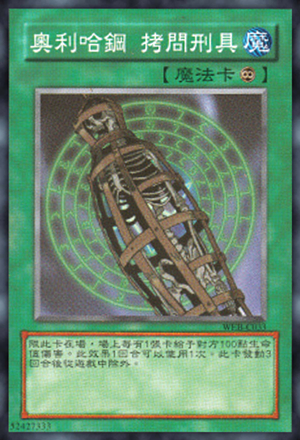 奧利哈鋼 拷問刑具 魔
【魔法卡∞】
WEB-C033
限此卡在場，場上每有1張卡給予對方100點生命
值傷害。此效果1回合可以使用1次。此卡發動3
回合後從遊戲中除外。
52427333